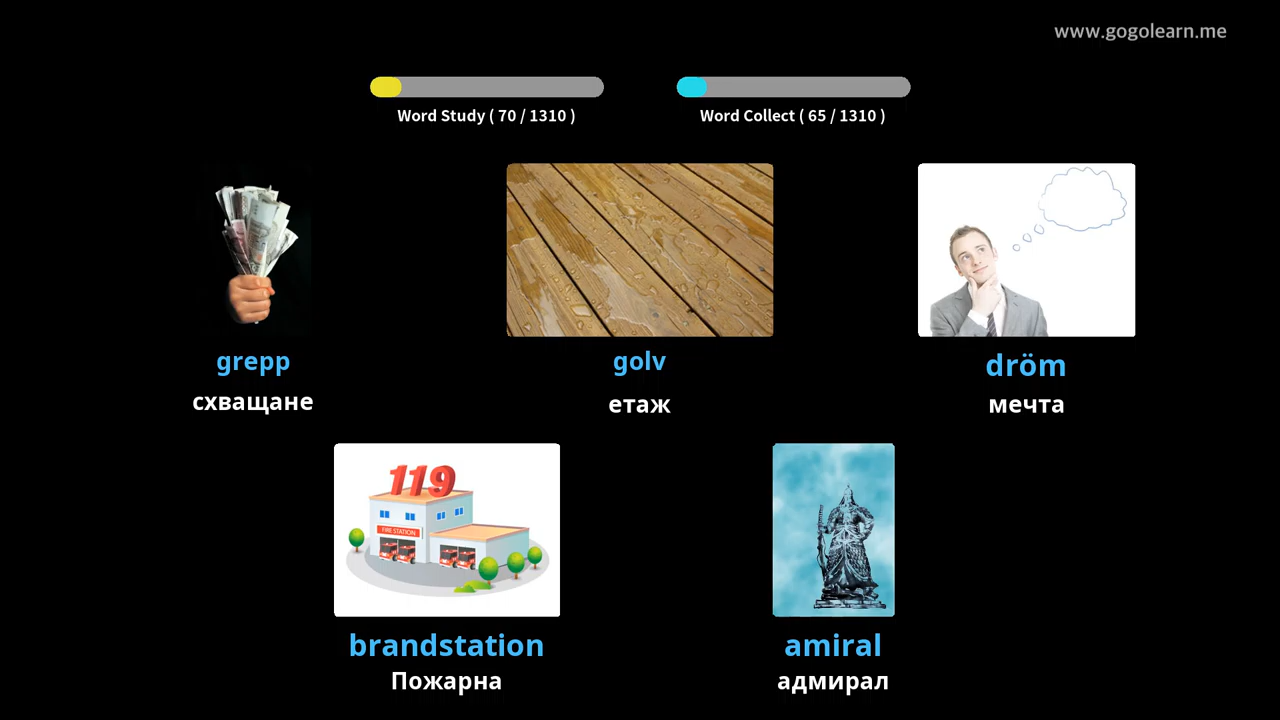 www.gogolearn.me
Word Study ( 70 / 1310 )
Word Collect ( 65 / 1310 )
grepp
golv
dröm
схващане
етаж
мечта
119
FIRE STATION
brandstation
amiral
Пожарна
адмирал